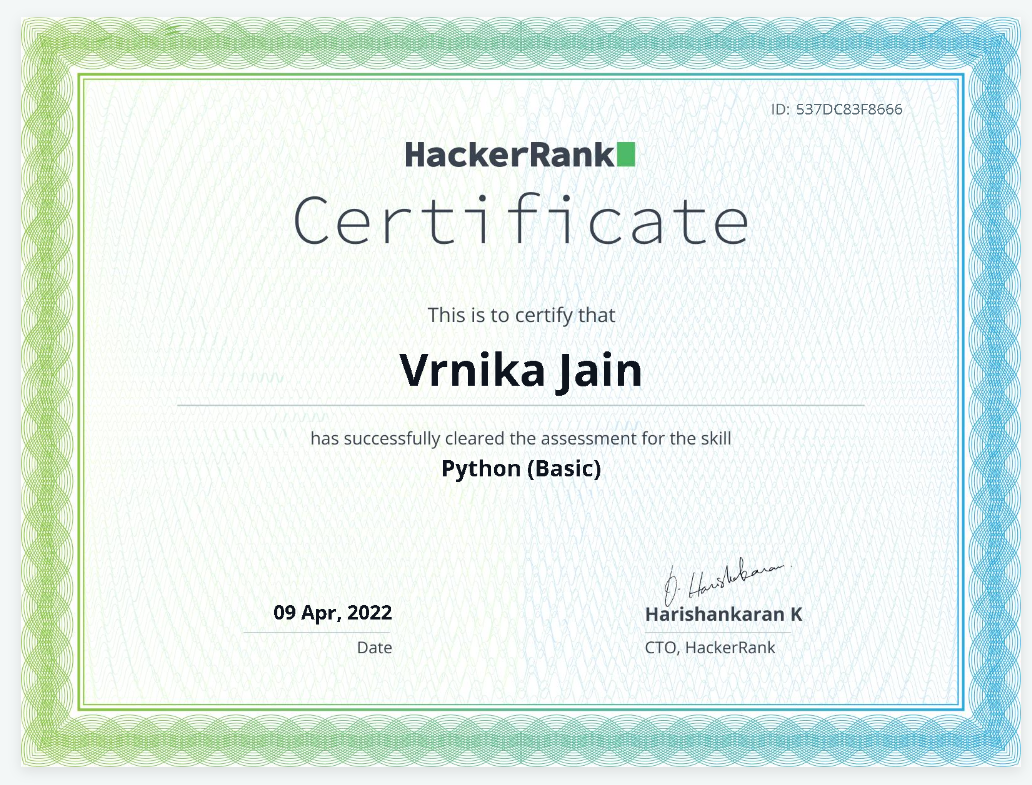 ID: 537DC83F8666
HackerRank
Certificate
This is to certify that
Vrnika Jain
has successfully cleared the assessment for the skill
Python (Basic)
09 Apr, 2022
Date
H. Harishankaran
Harishankaran K
CTO, HackerRank